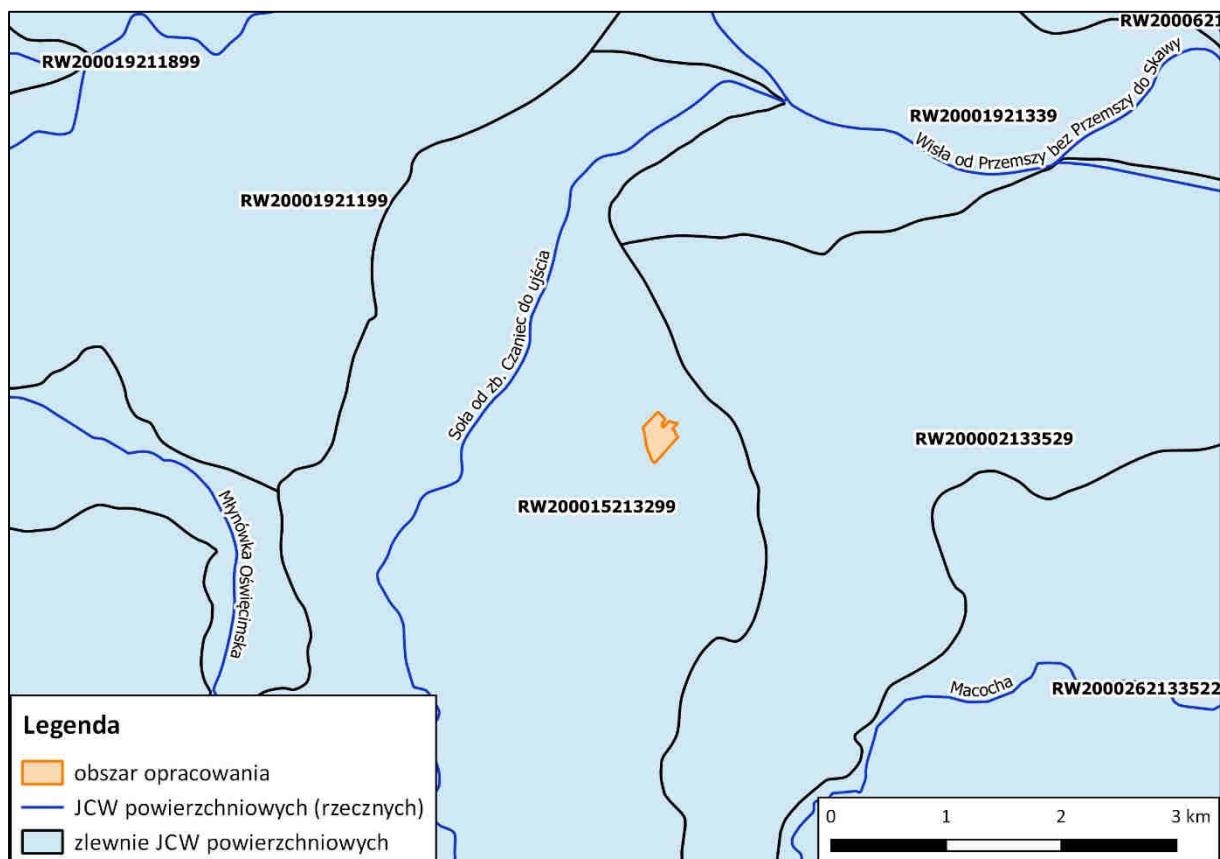 RW2000621
RW200019211899
RW20001921339
Wisła od Przemszy bez Przemszy do Skawy
RW20001921199
Soła od zb. Czaniec do ujścia
RW200002133529
RW200015213299
Młynówka Oświęcimska
Macocha
RW2000262133522
Legenda
obszar opracowania
JCW powierzchniowych (rzecznych)
zlewnie JCW powierzchniowych
0 1 2 3 km